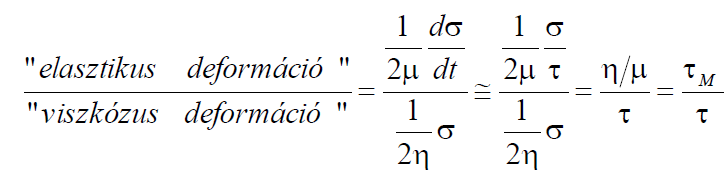 "elasztikus deformáció" / "viszkózus deformáció" = (1/2μ dσ/dt) / (1/2η σ) ≅ (1/2μ σ/τ) / (1/2η σ) = η/μ / τ = τ_M / τ